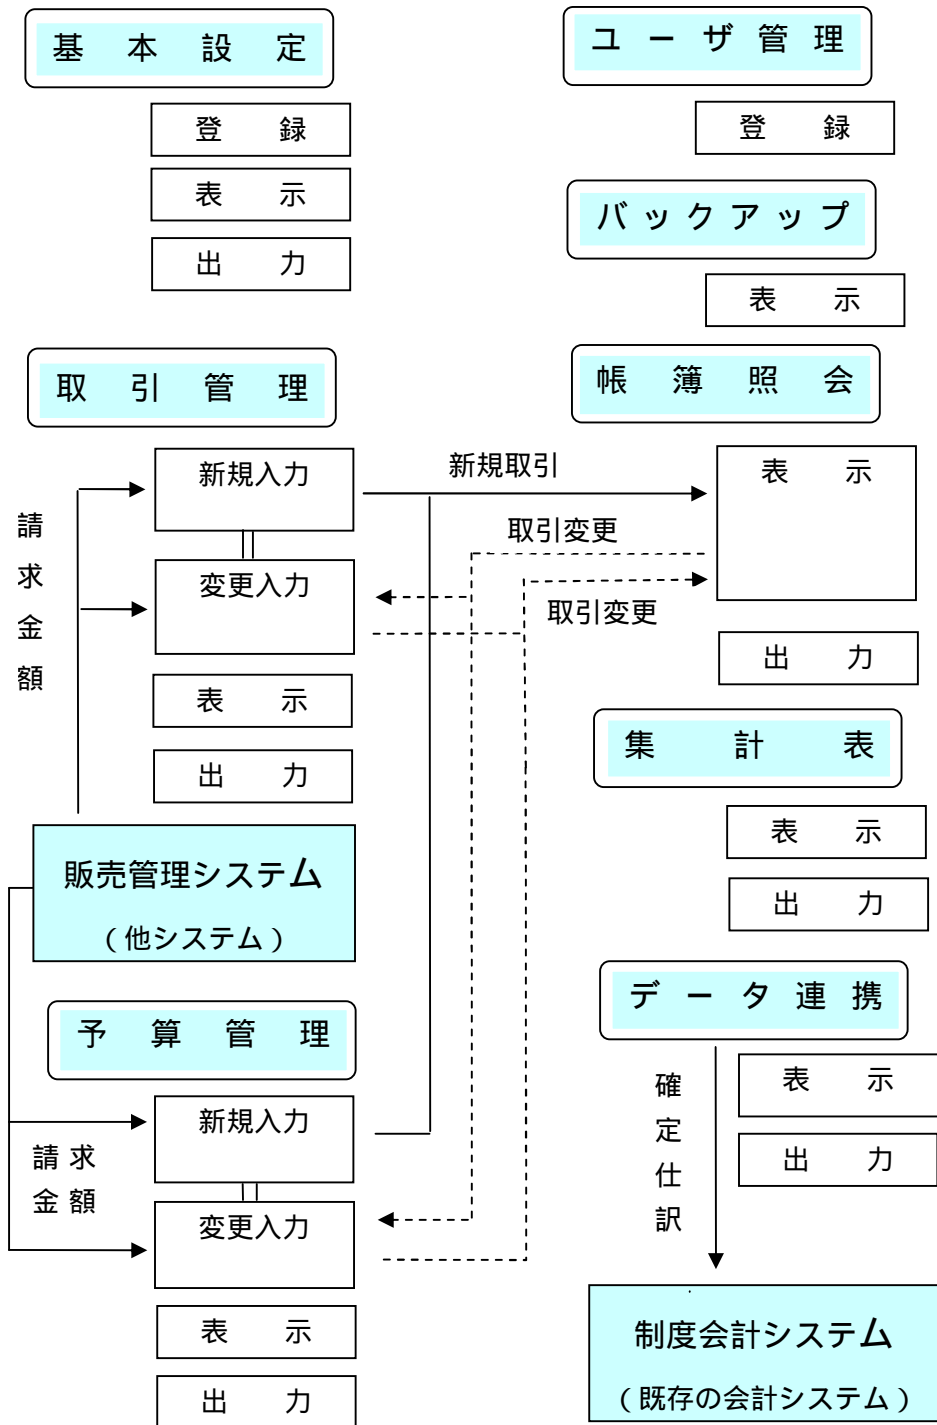 基本設定
登録
表示
出力
ユーザ管理
登録
バックアップ
表示
取引管理
新規入力
変更入力
表示
出力
請求金額
新規取引
取引変更
取引変更
帳簿照会
表示
出力
集計表
表示
出力
販売管理システム
（他システム）
予算管理
新規入力
変更入力
表示
出力
請求
金額
データ連携
表示
出力
確定仕訳
制度会計システム
（既存の会計システム）